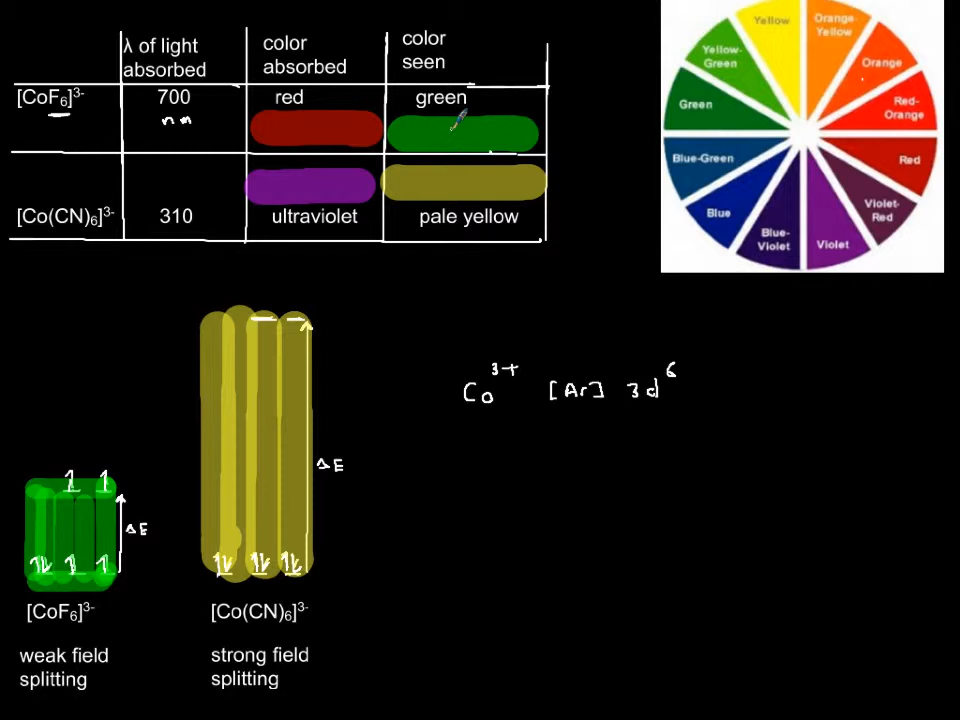 λ of light
absorbed
color
absorbed
color
seen
[CoF₆]³⁻
700
nm
red
green
[Co(CN)₆]³⁻
310
ultraviolet
pale yellow
Yellow
Orange-
Yellow
Orange
Red-
Orange
Red
Violet-
Red
Violet
Blue-
Violet
Blue
Blue-Green
Green
Yellow-
Green
Co³⁺ [Ar] 3d⁶
ΔE
ΔE
[CoF₆]³⁻
weak field
splitting
[Co(CN)₆]³⁻
strong field
splitting